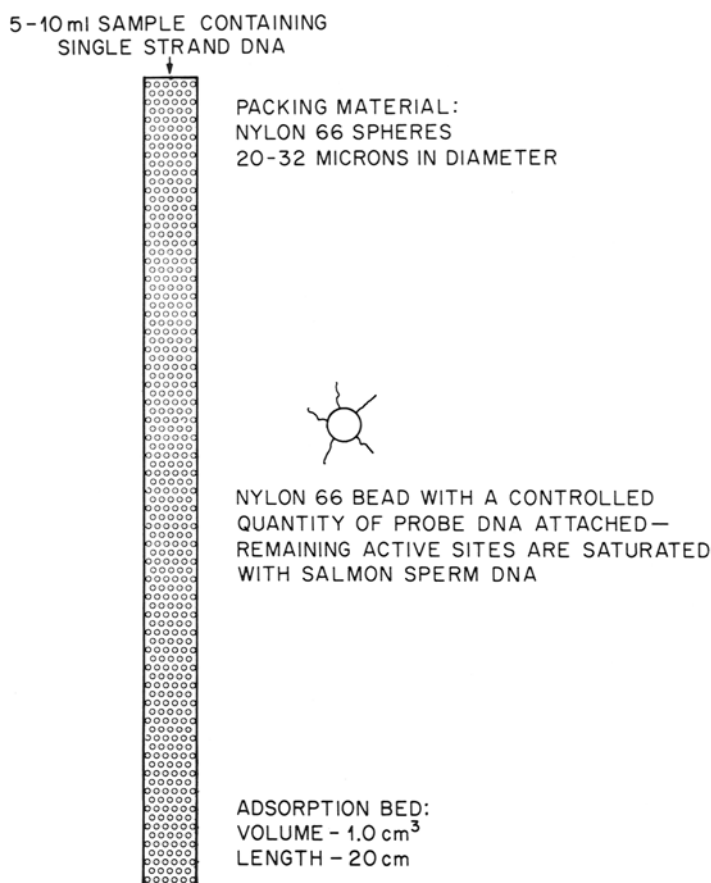 5-10 ml SAMPLE CONTAINING
SINGLE STRAND DNA
PACKING MATERIAL:
NYLON 66 SPHERES
20-32 MICRONS IN DIAMETER
NYLON 66 BEAD WITH A CONTROLLED
QUANTITY OF PROBE DNA ATTACHED—
REMAINING ACTIVE SITES ARE SATURATED
WITH SALMON SPERM DNA
ADSORPTION BED:
VOLUME - 1.0 cm³
LENGTH - 20 cm